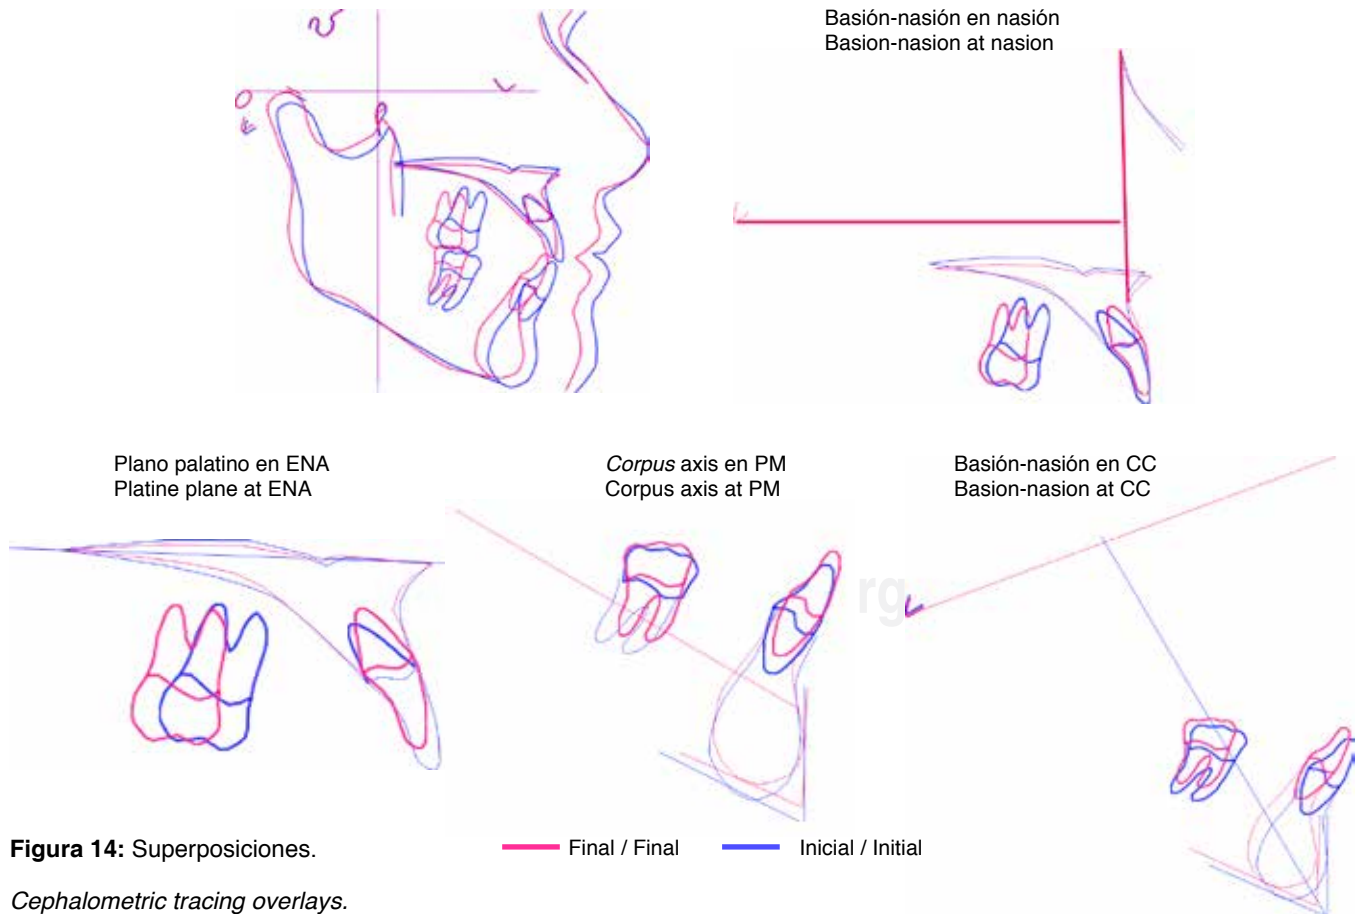 Basión-nasión en nasión
Basion-nasion at nasion
Plano palatino en ENA
Platine plane at ENA
Corpus axis en PM
Corpus axis at PM
Basión-nasión en CC
Basion-nasion at CC
rg
Figura 14: Superposiciones.
Final / Final
Inicial / Initial
Cephalometric tracing overlays.